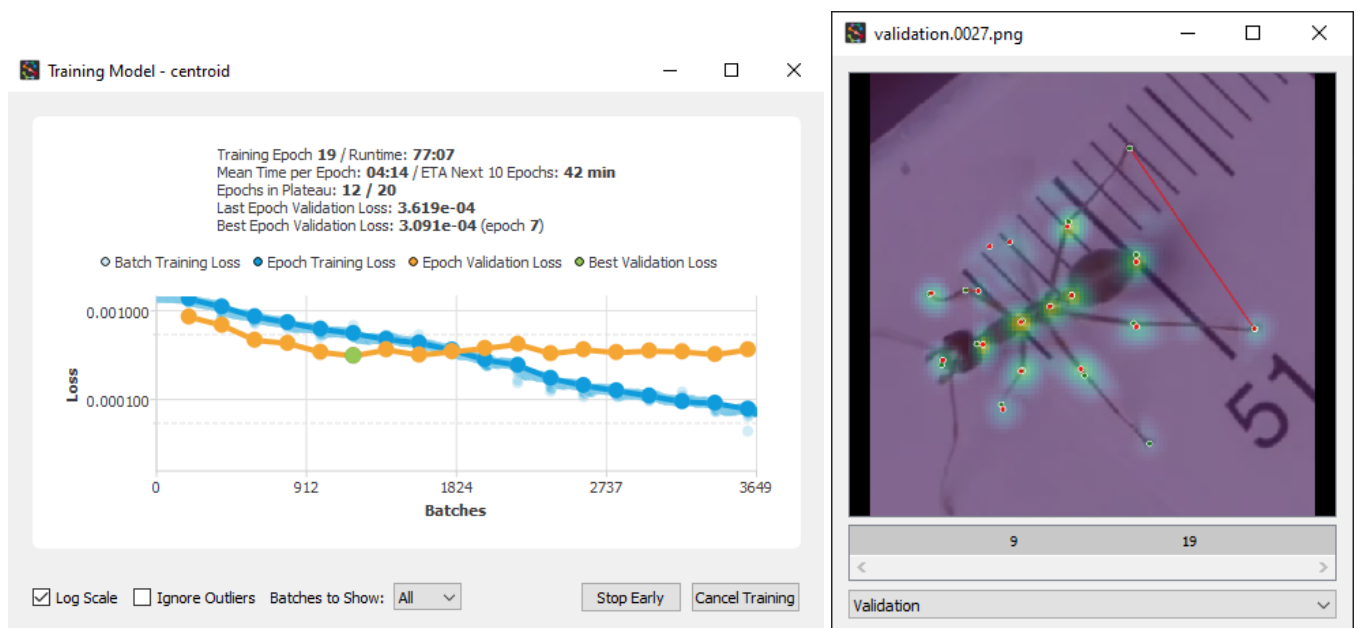 Training Model - centroid
Training Epoch 19 / Runtime: 77:07
Mean Time per Epoch: 04:14 / ETA Next 10 Epochs: 42 min
Epochs in Plateau: 12 / 20
Last Epoch Validation Loss: 3.619e-04
Best Epoch Validation Loss: 3.091e-04 (epoch 7)
Batch Training Loss Epoch Training Loss Epoch Validation Loss Best Validation Loss
0.001000
0.000100
Loss
0 912 1824 2737 3649
Batches
Log Scale Ignore Outliers Batches to Show: All Stop Early Cancel Training
validation.0027.png
51
9 19
Validation